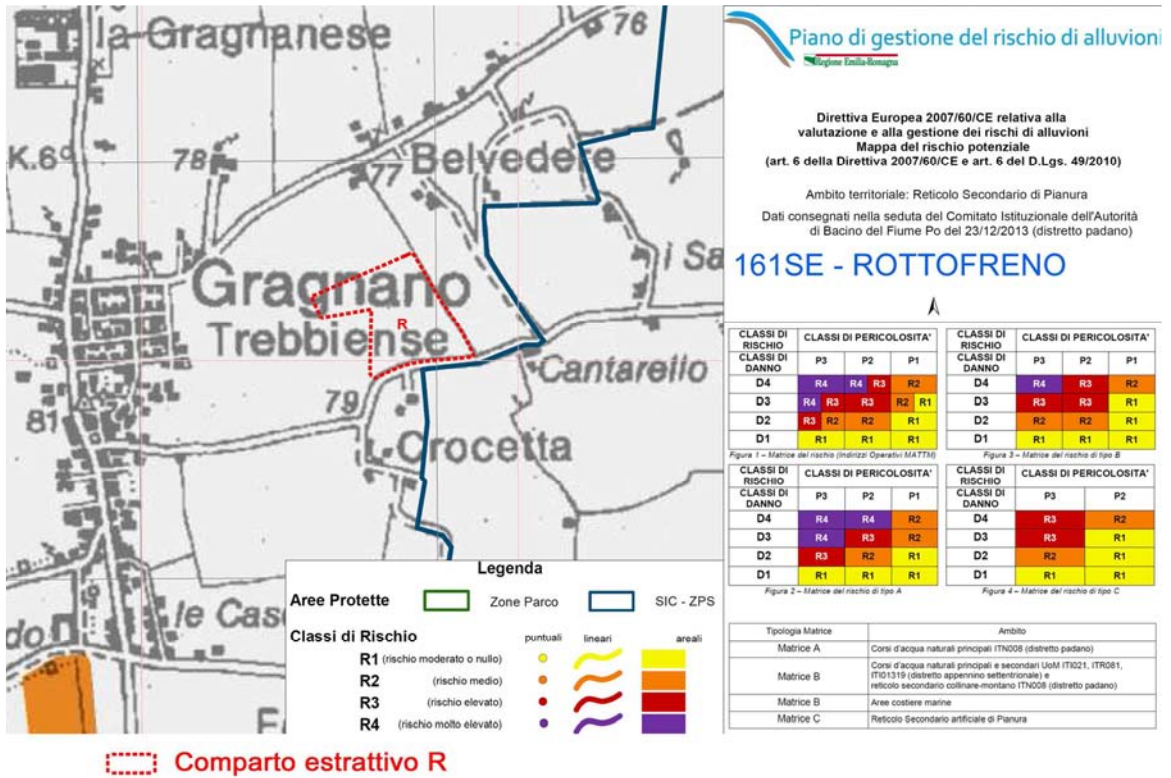 la Gragnanese
76
K.6°
78
77
Belvedere
Gragnano
Trebbiense
R
i Sa
Cantarello
79
81
Crocetta
le Cas
do
Legenda
Aree Protette Zone Parco SIC - ZPS
Classi di Rischio puntuali lineari areali
R1 (rischio moderato o nullo)
R2 (rischio medio)
R3 (rischio elevato)
R4 (rischio molto elevato)
Comparto estrattivo R
Piano di gestione del rischio di alluvioni
Regione Emilia-Romagna
Direttiva Europea 2007/60/CE relativa alla
valutazione e alla gestione dei rischi di alluvioni
Mappa del rischio potenziale
(art. 6 della Direttiva 2007/60/CE e art. 6 del D.Lgs. 49/2010)
Ambito territoriale: Reticolo Secondario di Pianura
Dati consegnati nella seduta del Comitato Istituzionale dell'Autorità
di Bacino del Fiume Po del 23/12/2013 (distretto padano)
161SE - ROTTOFRENO
CLASSI DI RISCHIO CLASSI DI PERICOLOSITA'
CLASSI DI DANNO P3 P2 P1
D4 R4 R4 R3 R2
D3 R4 R3 R3 R2 R1
D2 R3 R2 R2 R1
D1 R1 R1 R1
Figura 1 – Matrice del rischio (Indirizzi Operativi MATTM)
CLASSI DI RISCHIO CLASSI DI PERICOLOSITA'
CLASSI DI DANNO P3 P2 P1
D4 R4 R3 R2
D3 R3 R3 R1
D2 R2 R2 R1
D1 R1 R1 R1
Figura 3 – Matrice del rischio di tipo B
CLASSI DI RISCHIO CLASSI DI PERICOLOSITA'
CLASSI DI DANNO P3 P2 P1
D4 R4 R4 R2
D3 R4 R3 R2
D2 R3 R2 R1
D1 R1 R1 R1
Figura 2 – Matrice del rischio di tipo A
CLASSI DI RISCHIO CLASSI DI PERICOLOSITA'
CLASSI DI DANNO P3 P2
D4 R3 R2
D3 R3 R1
D2 R2 R1
D1 R1 R1
Figura 4 – Matrice del rischio di tipo C
Tipologia Matrice Ambito
Matrice A Corsi d'acqua naturali principali ITN008 (distretto padano)
Matrice B Corsi d'acqua naturali principali e secondari UoM ITI021, ITR081,
ITI01319 (distretto appennino settentrionale) e
reticolo secondario collinare-montano ITN008 (distretto padano)
Matrice B Aree costiere marine
Matrice C Reticolo Secondario artificiale di Pianura